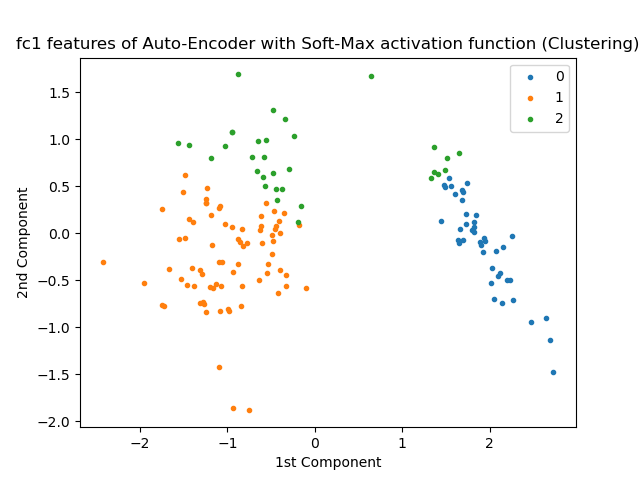 fc1 features of Auto-Encoder with Soft-Max activation function (Clustering)
0
1
2
1.5
1.0
0.5
0.0
−0.5
−1.0
−1.5
−2.0
2nd Component
−2 −1 0 1 2
1st Component